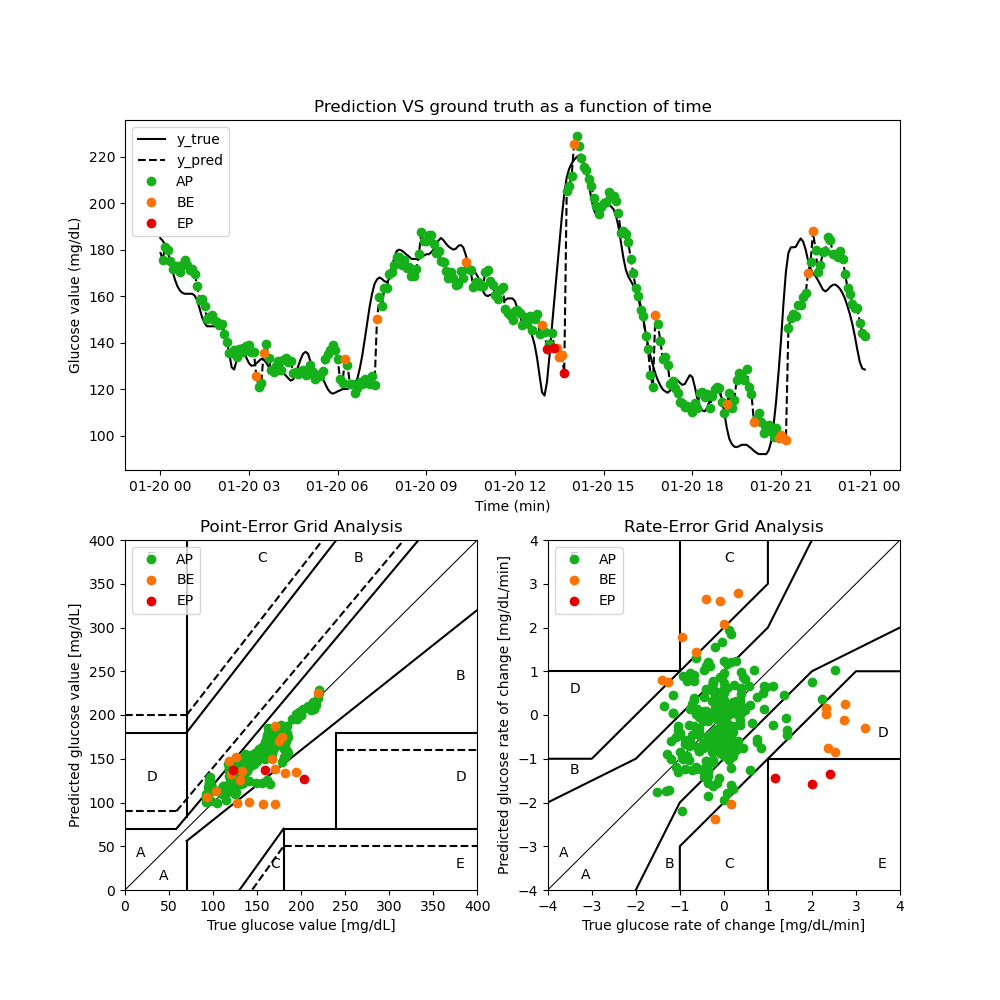 Prediction VS ground truth as a function of time
Glucose value (mg/dL)
220
200
180
160
140
120
100
y_true
y_pred
AP
BE
EP
01-20 00 01-20 03 01-20 06 01-20 09 01-20 12 01-20 15 01-20 18 01-20 21 01-21 00
Time (min)
Point-Error Grid Analysis
Predicted glucose value [mg/dL]
400
350
300
250
200
150
100
50
0
AP
BE
EP
C
B
B
D
D
A
A
C
E
0 50 100 150 200 250 300 350 400
True glucose value [mg/dL]
Rate-Error Grid Analysis
Predicted glucose rate of change [mg/dL/min]
4
3
2
1
0
−1
−2
−3
−4
AP
BE
EP
C
D
D
B
A
A
B
C
E
−4 −3 −2 −1 0 1 2 3 4
True glucose rate of change [mg/dL/min]